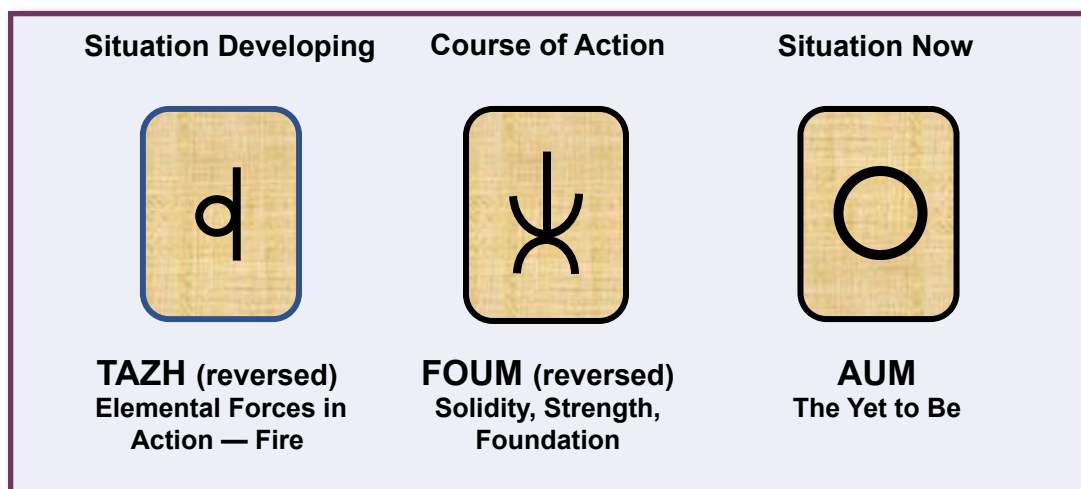 Situation Developing
Course of Action
Situation Now
TAZH (reversed)
Elemental Forces in
Action — Fire
FOUM (reversed)
Solidity, Strength,
Foundation
AUM
The Yet to Be